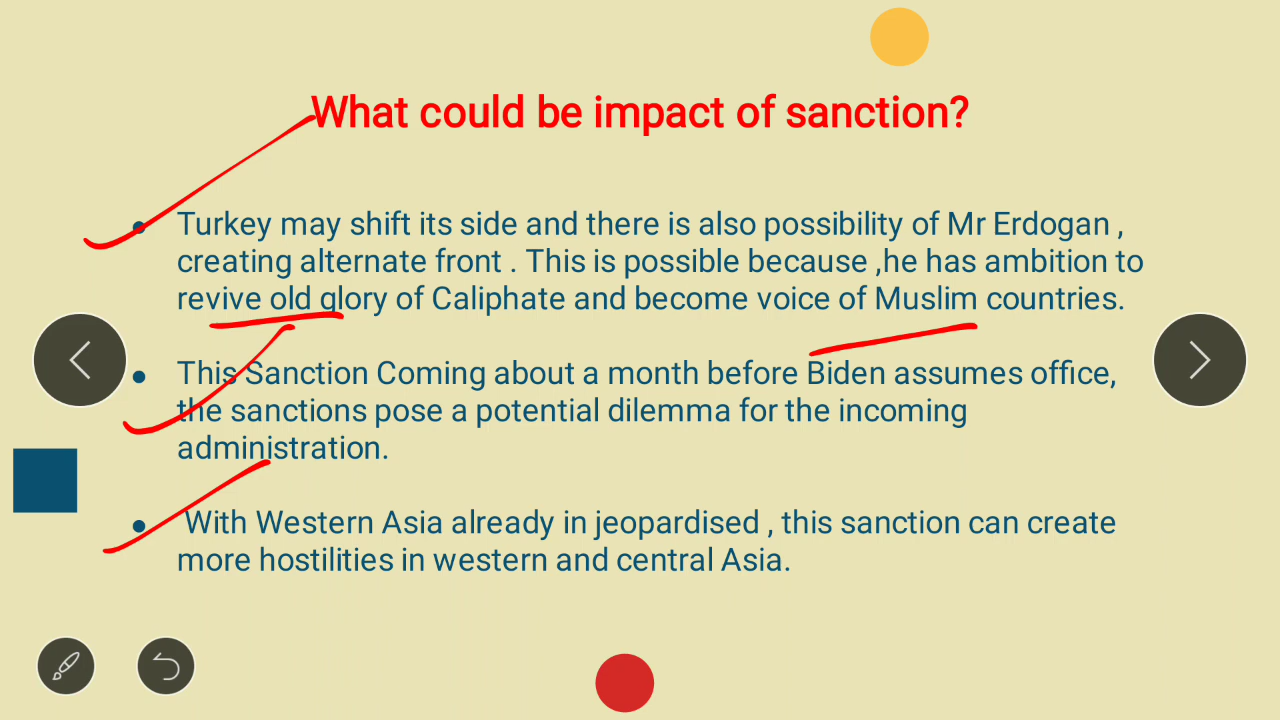 What could be impact of sanction?
● Turkey may shift its side and there is also possibility of Mr Erdogan ,
creating alternate front . This is possible because ,he has ambition to
revive old glory of Caliphate and become voice of Muslim countries.
● This Sanction Coming about a month before Biden assumes office,
the sanctions pose a potential dilemma for the incoming
administration.
● With Western Asia already in jeopardised , this sanction can create
more hostilities in western and central Asia.